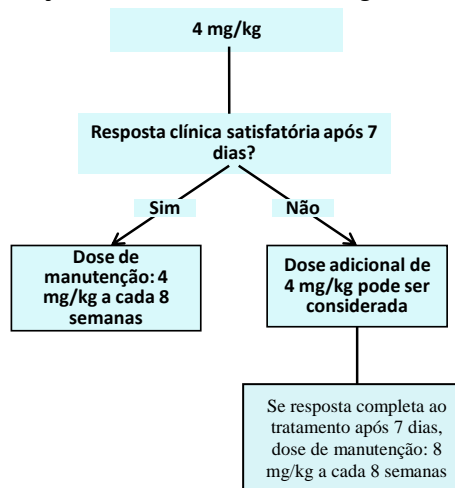 4 mg/kg
Resposta clínica satisfatória após 7
dias?
Sim
Não
Dose de
manutenção: 4
mg/kg a cada 8
semanas
Dose adicional de
4 mg/kg pode ser
considerada
Se resposta completa ao
tratamento após 7 dias,
dose de manutenção: 8
mg/kg a cada 8 semanas